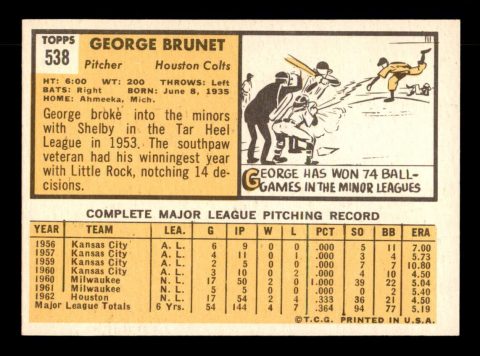 TOPPS
538
GEORGE BRUNET
Pitcher Houston Colts
HT: 6:00 WT: 200 THROWS: Left
BATS: Right BORN: June 8, 1935
HOME: Ahmeeka, Mich.
George broke into the minors
with Shelby in the Tar Heel
League in 1953. The southpaw
veteran had his winningest year
with Little Rock, notching 14 de-
cisions.
GEORGE HAS WON 74 BALL-
GAMES IN THE MINOR LEAGUES
COMPLETE MAJOR LEAGUE PITCHING RECORD
YEAR TEAM LEA. G IP W L PCT SO BB ERA
1956 Kansas City A. L. 6 9 0 0 .000 5 11 7.00
1957 Kansas City A. L. 4 11 0 1 .000 3 4 5.73
1959 Kansas City A. L. 2 5 0 0 .000 7 7 10.80
1960 Kansas City A. L. 3 10 0 2 .000 4 10 4.50
1960 Milwaukee N. L. 17 50 2 0 1.000 39 22 5.04
1961 Milwaukee N. L. 5 5 0 0 .000 0 2 5.40
1962 Houston N. L. 17 54 2 4 .333 36 21 4.50
Major League Totals 6 Yrs. 54 144 4 7 .364 94 77 5.19
©T.C.G. PRINTED IN U.S.A.